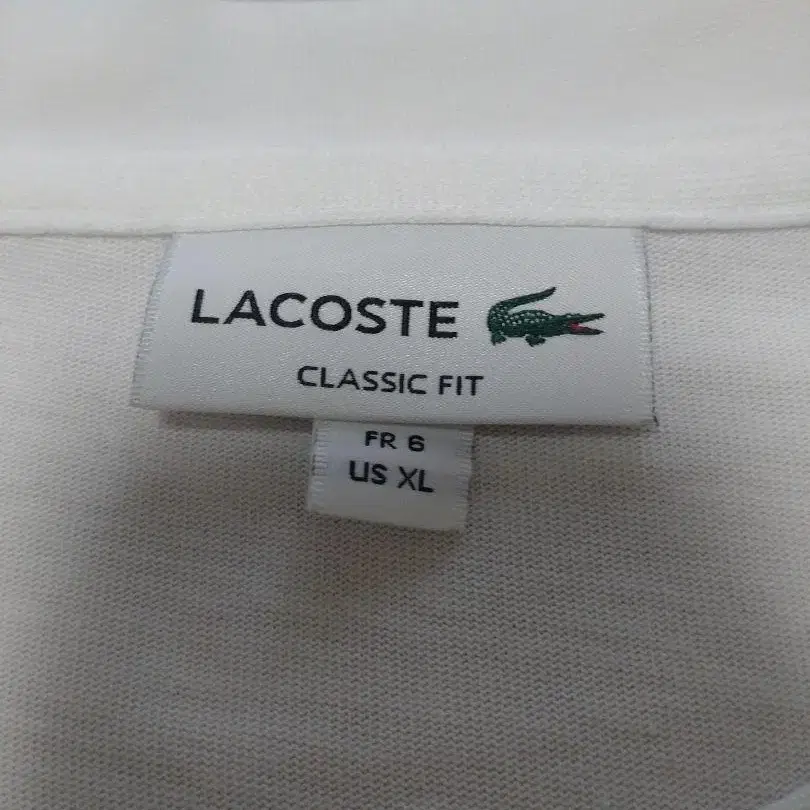 LACOSTE
CLASSIC FIT
FR 6
US XL